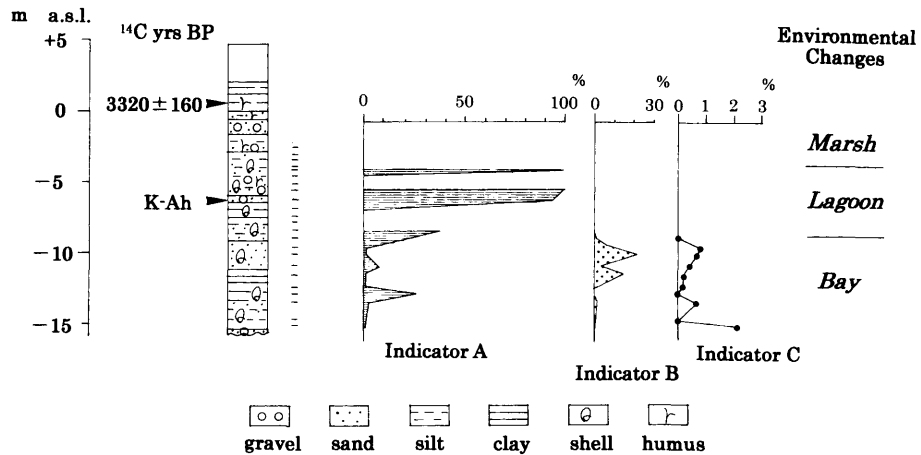 m a.s.l.
¹⁴C yrs BP
+5
0
−5
−10
−15
3320±160
K-Ah
%
0 50 100
Indicator A
%
0 30
Indicator B
%
0 1 2 3
Indicator C
Environmental
Changes
Marsh
Lagoon
Bay
gravel sand silt clay shell humus